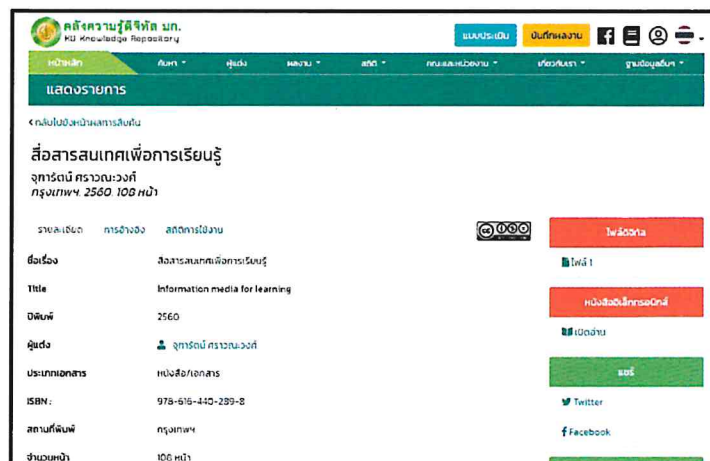 คลังความรู้ดิจิทัล มก.
KU Knowledge Repository
แบบประเมิน
บันทึกผลงาน
หน้าหลัก
ค้นหา
ผู้แต่ง
ผลงาน
สถิติ
คณะและหน่วยงาน
เกี่ยวกับเรา
ฐานข้อมูลอื่นๆ
แสดงรายการ
<กลับไปยังหน้าผลการสืบค้น
สื่อสารสนเทศเพื่อการเรียนรู้
จุฑารัตน์ ศราวณะวงศ์
กรุงเทพฯ. 2560. 108 หน้า
รายละเอียด การอ้างอิง สถิติการใช้งาน
ไฟล์ดิจิทัล
ชื่อเรื่อง สื่อสารสนเทศเพื่อการเรียนรู้
ไฟล์ 1
Title Information media for learning
หนังสืออิเล็กทรอนิกส์
ปีพิมพ์ 2560
เปิดอ่าน
ผู้แต่ง จุฑารัตน์ ศราวณะวงศ์
ประเภทเอกสาร หนังสือ/เอกสาร
แชร์
ISBN : 978-616-440-289-8
Twitter
สถานที่พิมพ์ กรุงเทพฯ
Facebook
จำนวนหน้า 108 หน้า